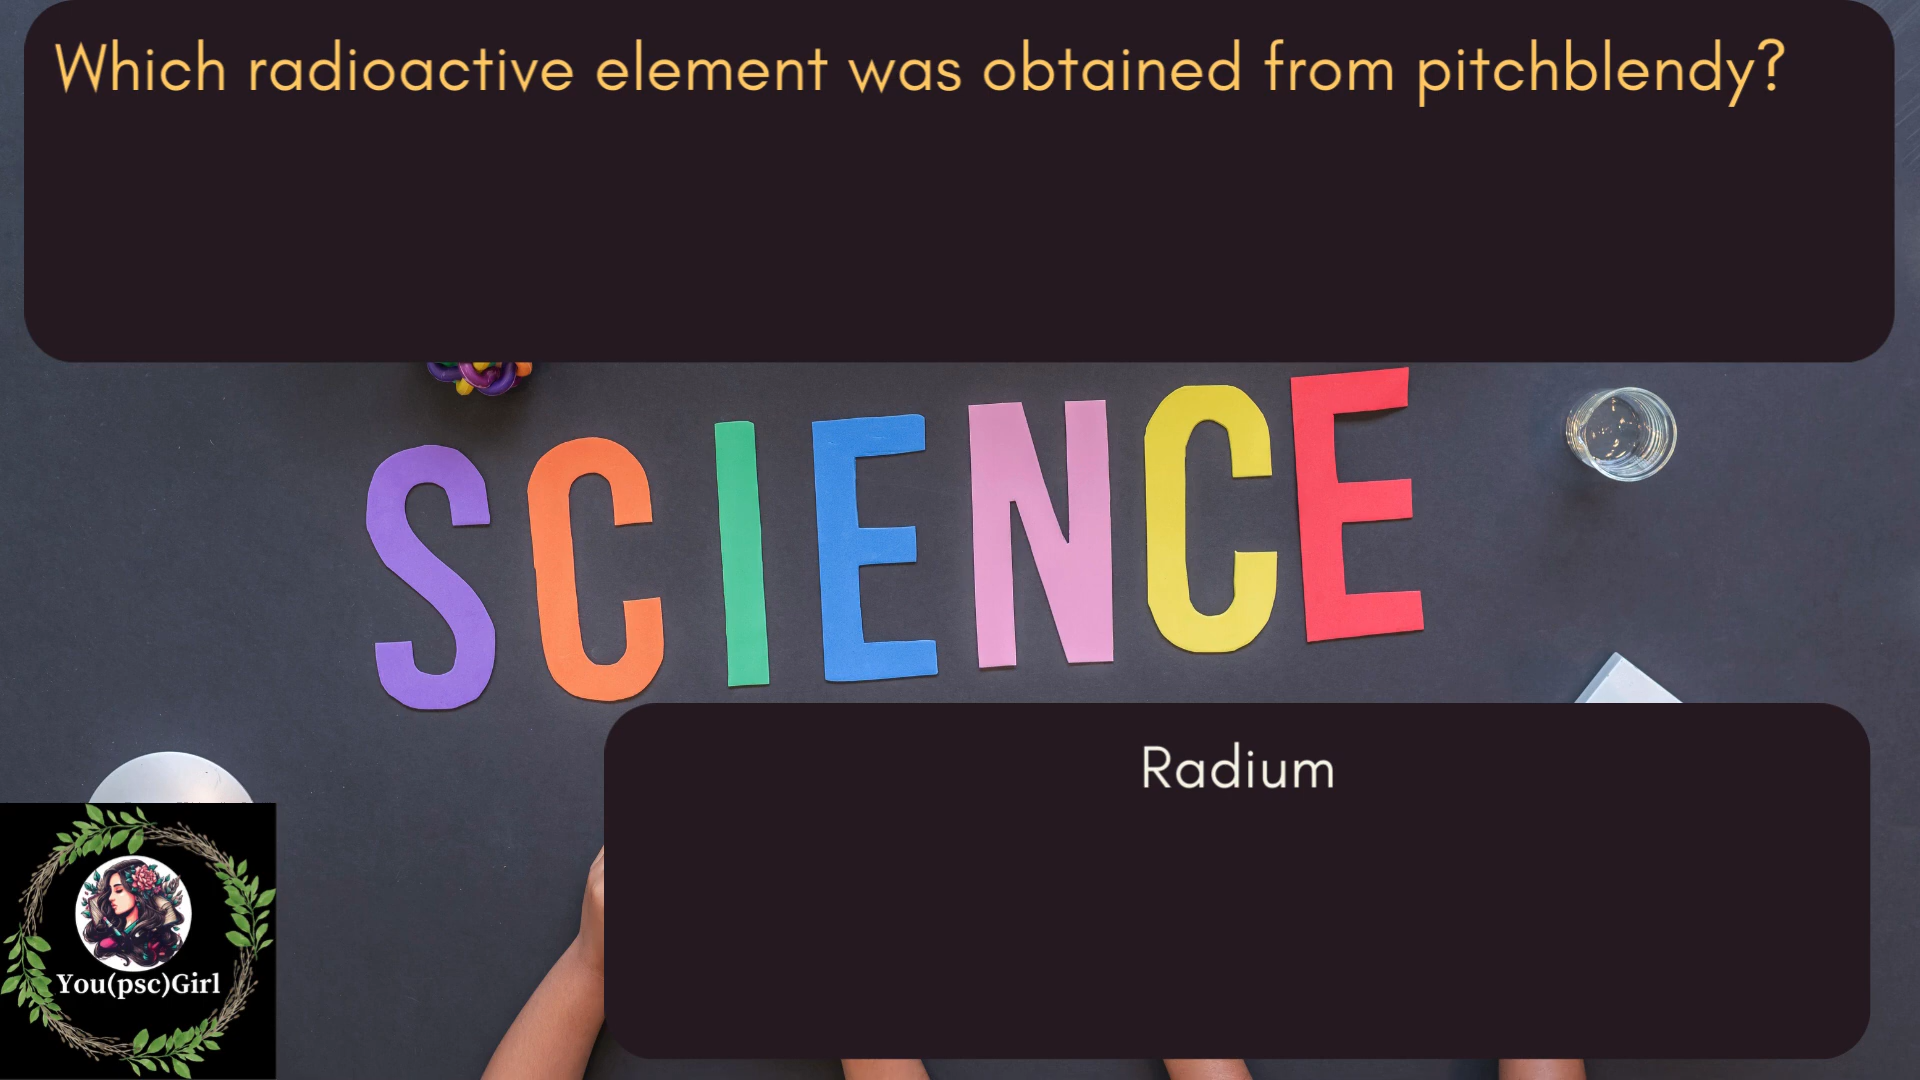 Which radioactive element was obtained from pitchblendy?
SCIENCE
Radium
You(psc)Girl